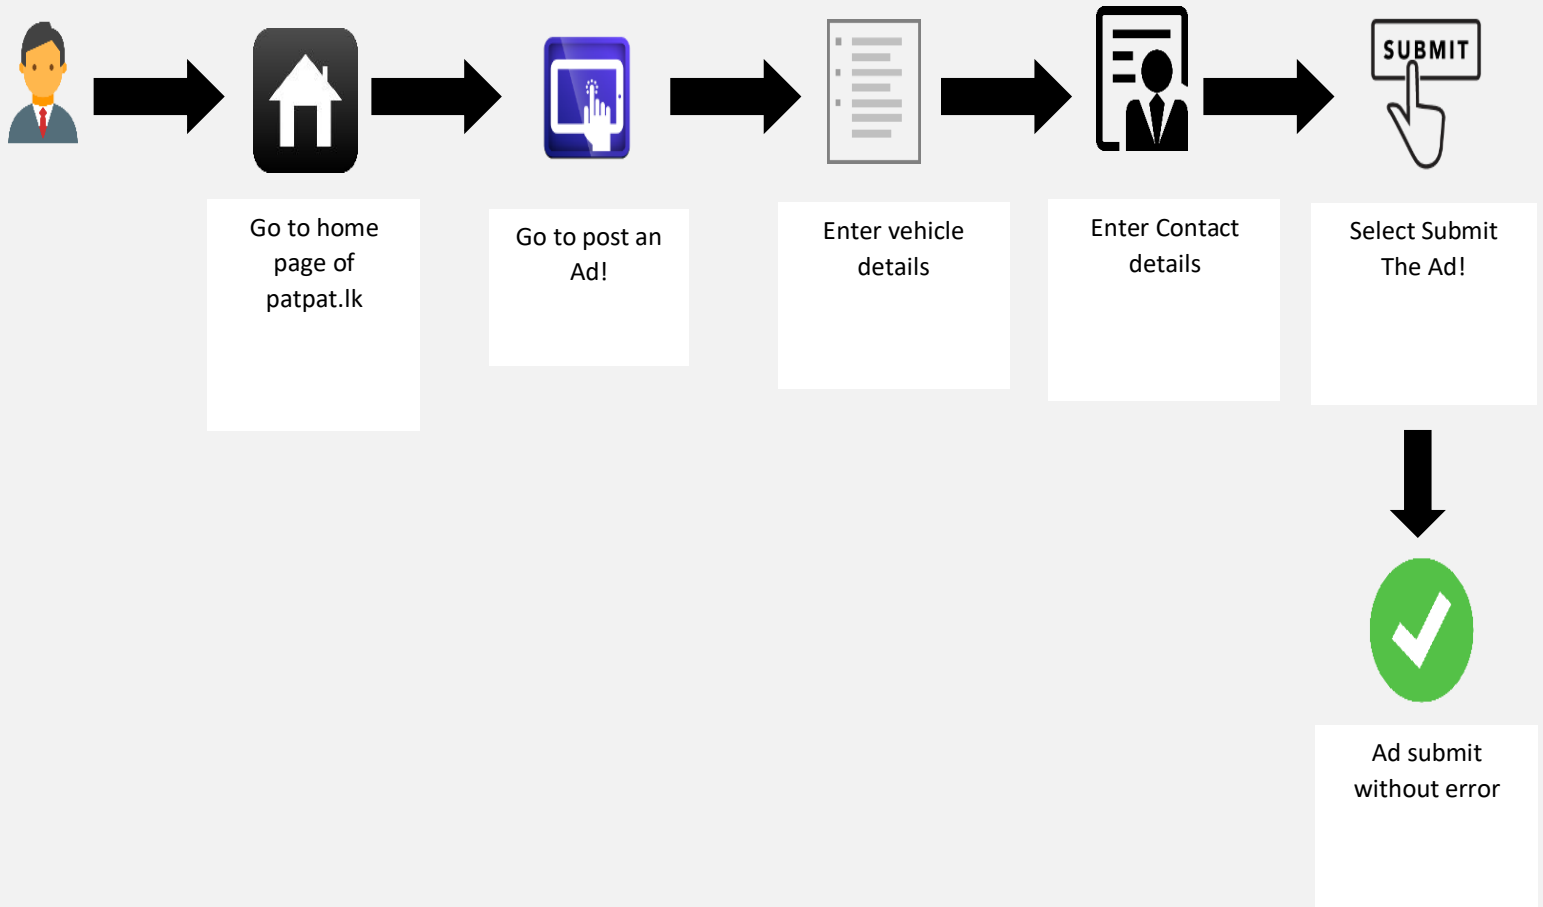 SUBMIT
Go to home
page of
patpat.lk
Go to post an
Ad!
Enter vehicle
details
Enter Contact
details
Select Submit
The Ad!
Ad submit
without error